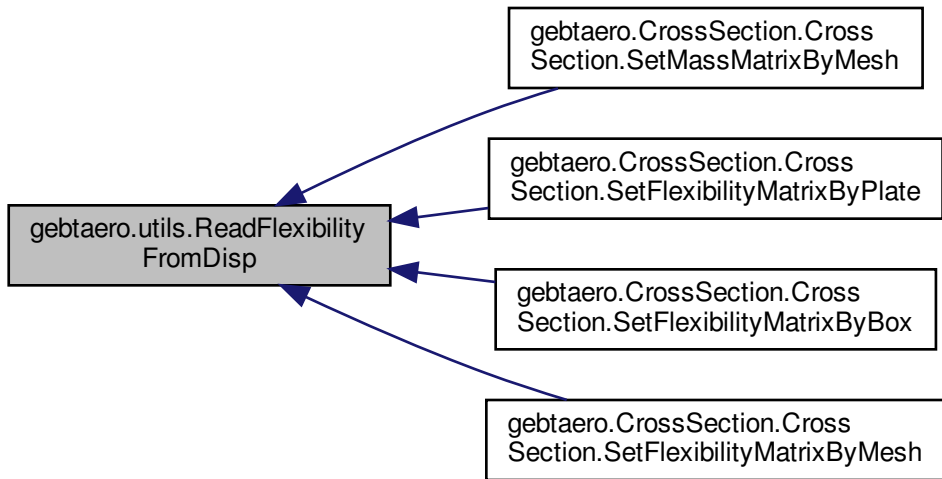 gebtaero.CrossSection.Cross
Section.SetMassMatrixByMesh
gebtaero.CrossSection.Cross
Section.SetFlexibilityMatrixByPlate
gebtaero.utils.ReadFlexibility
FromDisp
gebtaero.CrossSection.Cross
Section.SetFlexibilityMatrixByBox
gebtaero.CrossSection.Cross
Section.SetFlexibilityMatrixByMesh